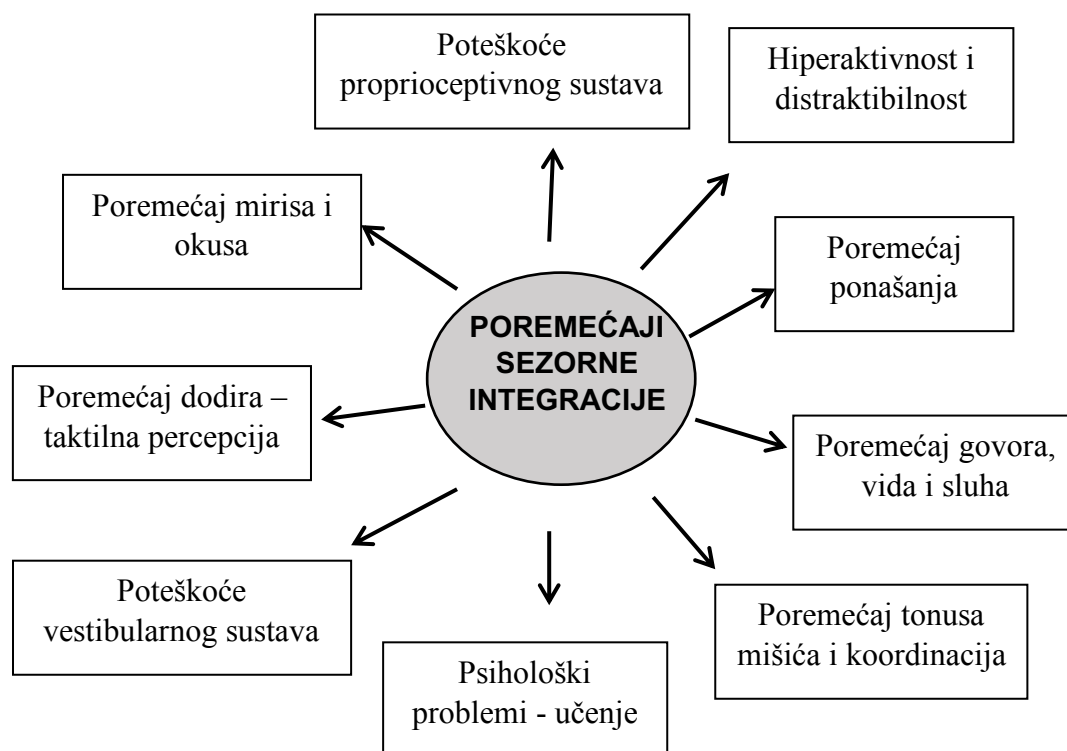 Poteškoće
proprioceptivnog sustava
Hiperaktivnost i
distraktibilnost
Poremećaj mirisa i
okusa
Poremećaj
ponašanja
POREMEĆAJI
SEZORNE
INTEGRACIJE
Poremećaj dodira –
taktilna percepcija
Poremećaj govora,
vida i sluha
Poteškoće
vestibularnog sustava
Poremećaj tonusa
mišića i koordinacija
Psihološki
problemi - učenje